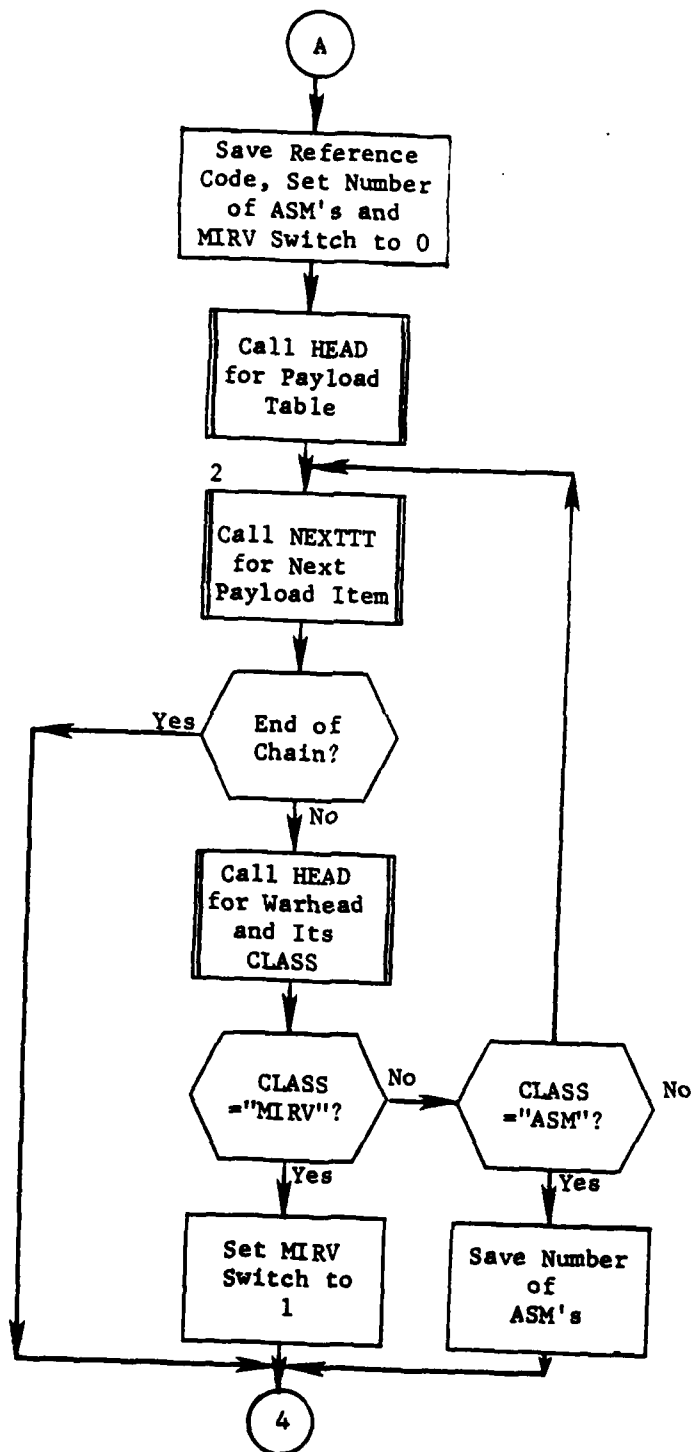 A
Save Reference
Code, Set Number
of ASM's and
MIRV Switch to 0
Call HEAD
for Payload
Table
2
Call NEXTTT
for Next
Payload Item
Yes
End of
Chain?
No
Call HEAD
for Warhead
and Its
CLASS
CLASS
="MIRV"?
No
CLASS
="ASM"?
No
Yes
Yes
Set MIRV
Switch to
1
Save Number
of
ASM's
4